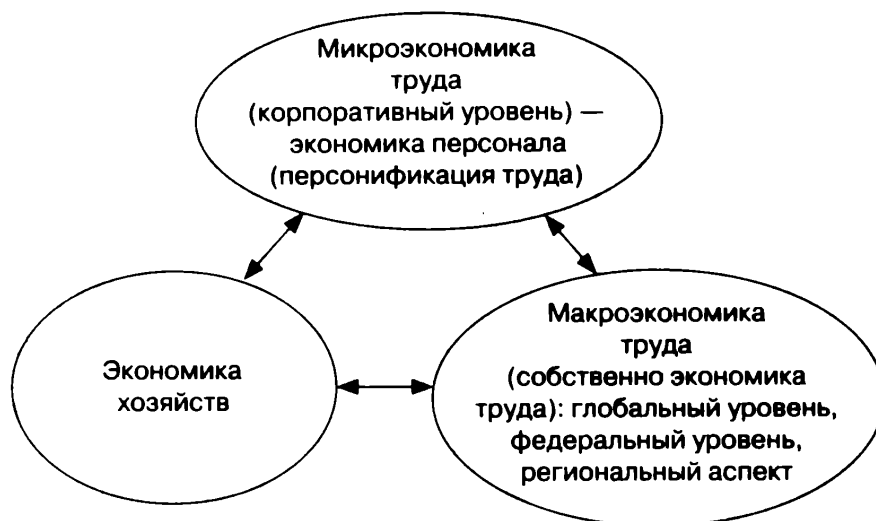 Микроэкономика
труда
(корпоративный уровень) —
экономика персонала
(персонификация труда)
Экономика
хозяйств
Макроэкономика
труда
(собственно экономика
труда): глобальный уровень,
федеральный уровень,
региональный аспект